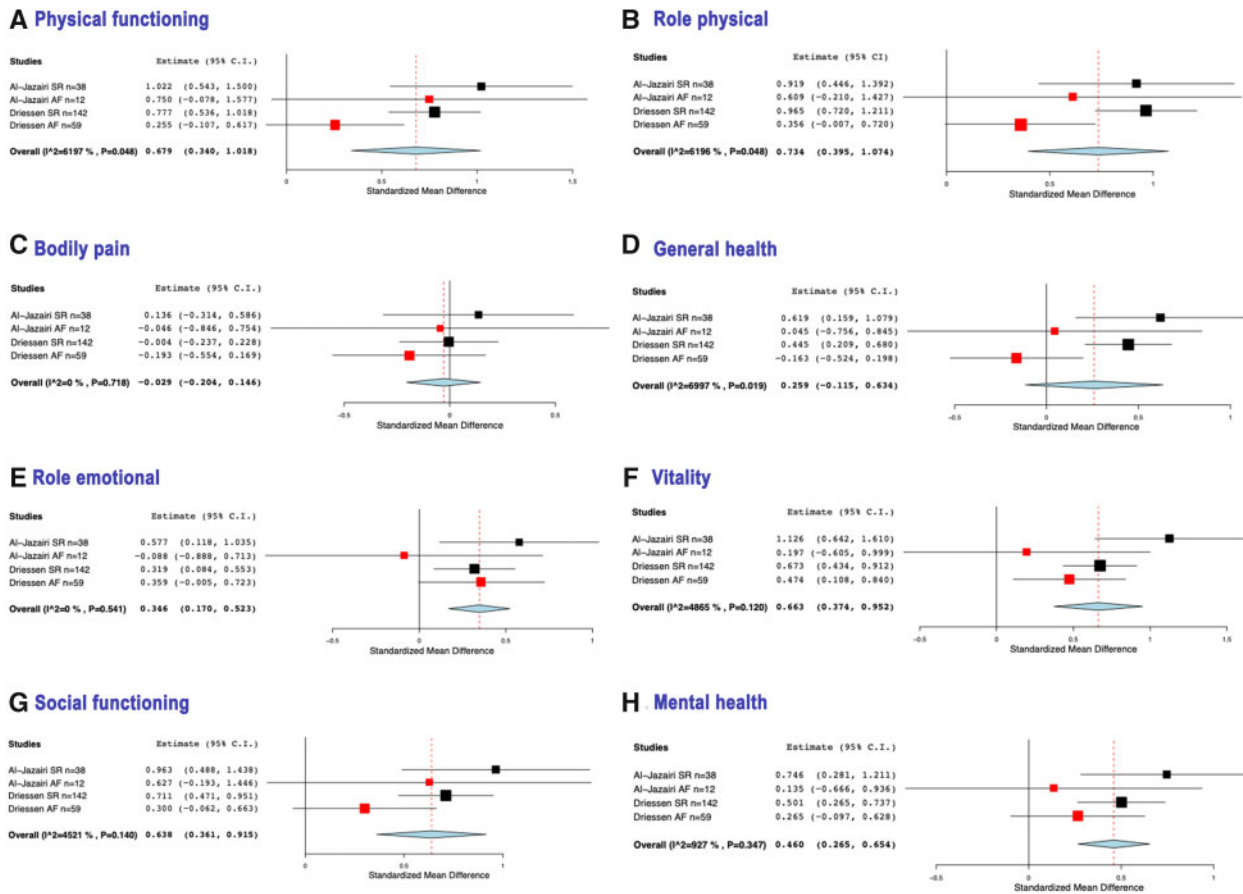 A Physical functioning
Studies Estimate (95% C.I.)
Al-Jazairi SR n=38 1.022 (0.543, 1.500)
Al-Jazairi AF n=12 0.750 (-0.078, 1.577)
Driessen SR n=142 0.777 (0.536, 1.018)
Driessen AF n=59 0.255 (-0.107, 0.617)
Overall (I^2=6197 % , P=0.048) 0.679 (0.340, 1.018)
0 0.5 1 1.5
Standardized Mean Difference
B Role physical
Studies Estimate (95% CI)
Al-Jazairi SR n=38 0.919 (0.446, 1.392)
Al-Jazairi AF n=12 0.609 (-0.210, 1.427)
Driessen SR n=142 0.965 (0.720, 1.211)
Driessen AF n=59 0.356 (-0.007, 0.720)
Overall (I^2=6196 % , P=0.048) 0.734 (0.395, 1.074)
0 0.5 1
Standardized Mean Difference
C Bodily pain
Studies Estimate (95% C.I.)
Al-Jazairi SR n=38 0.136 (-0.314, 0.586)
Al-Jazairi AF n=12 -0.046 (-0.846, 0.754)
Driessen SR n=142 -0.004 (-0.237, 0.228)
Driessen AF n=59 -0.193 (-0.554, 0.169)
Overall (I^2=0 % , P=0.718) -0.029 (-0.204, 0.146)
-0.5 0 0.5
Standardized Mean Difference
D General health
Studies Estimate (95% C.I.)
Al-Jazairi SR n=38 0.619 (0.159, 1.079)
Al-Jazairi AF n=12 0.045 (-0.756, 0.845)
Driessen SR n=142 0.445 (0.209, 0.680)
Driessen AF n=59 -0.163 (-0.524, 0.198)
Overall (I^2=6997 % , P=0.019) 0.259 (-0.115, 0.634)
-0.5 0 0.5 1
Standardized Mean Difference
E Role emotional
Studies Estimate (95% C.I.)
Al-Jazairi SR n=38 0.577 (0.118, 1.035)
Al-Jazairi AF n=12 -0.088 (-0.888, 0.713)
Driessen SR n=142 0.319 (0.084, 0.553)
Driessen AF n=59 0.359 (-0.005, 0.723)
Overall (I^2=0 % , P=0.541) 0.346 (0.170, 0.523)
-0.5 0 0.5 1
Standardized Mean Difference
F Vitality
Studies Estimate (95% C.I.)
Al-Jazairi SR n=38 1.126 (0.642, 1.610)
Al-Jazairi AF n=12 0.197 (-0.605, 0.999)
Driessen SR n=142 0.673 (0.434, 0.912)
Driessen AF n=59 0.474 (0.108, 0.840)
Overall (I^2=4865 % , P=0.120) 0.663 (0.374, 0.952)
-0.5 0 0.5 1 1.5
Standardized Mean Difference
G Social functioning
Studies Estimate (95% C.I.)
Al-Jazairi SR n=38 0.963 (0.488, 1.438)
Al-Jazairi AF n=12 0.627 (-0.193, 1.446)
Driessen SR n=142 0.711 (0.471, 0.951)
Driessen AF n=59 0.300 (-0.062, 0.663)
Overall (I^2=4521 % , P=0.140) 0.638 (0.361, 0.915)
0 0.5 1
Standardized Mean Difference
H Mental health
Studies Estimate (95% C.I.)
Al-Jazairi SR n=38 0.746 (0.281, 1.211)
Al-Jazairi AF n=12 0.135 (-0.666, 0.936)
Driessen SR n=142 0.501 (0.265, 0.737)
Driessen AF n=59 0.265 (-0.097, 0.628)
Overall (I^2=927 % , P=0.347) 0.460 (0.265, 0.654)
0 0.5 1
Standardized Mean Difference